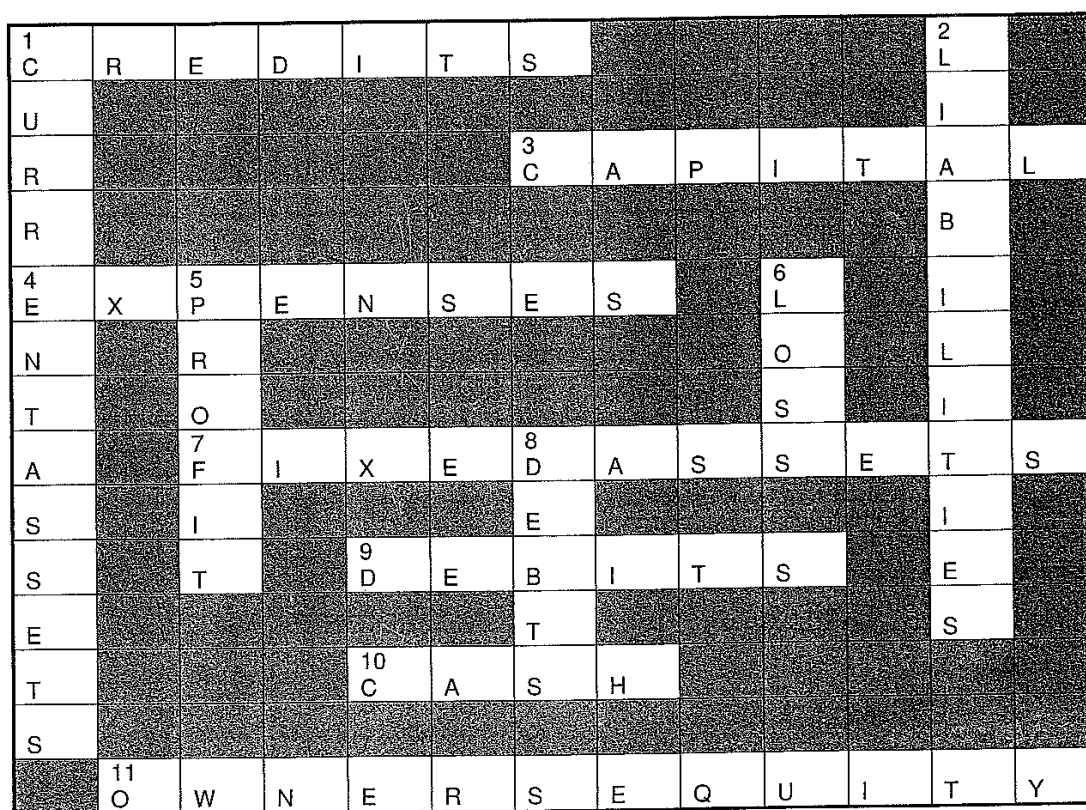 1 2
C R E D I T S L
U I
3
R C A P I T A L
R B
4 5 6
E X P E N S E S L I
N R O L
T O S I
7 8
A F I X E D A S S E T S
S I E I
9
S T D E B I T S E
E T S
10
T C A S H
S
11
O W N E R S E Q U I T Y